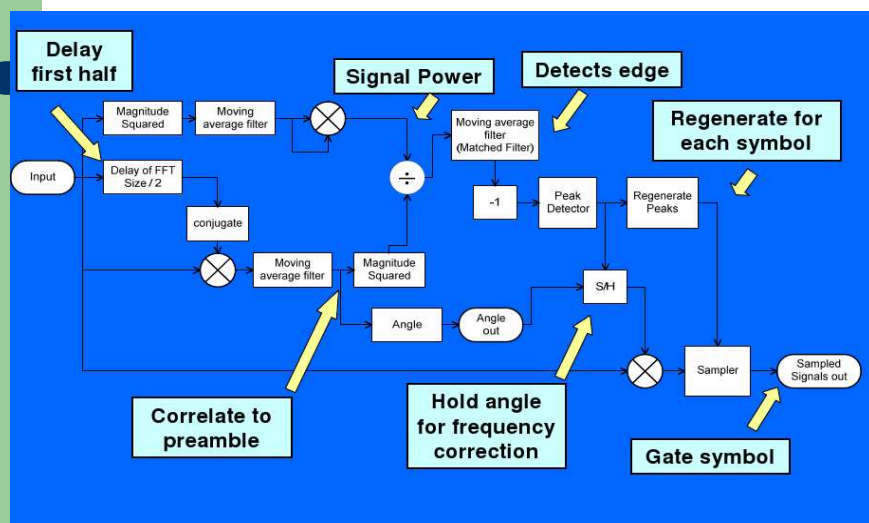 Delay
first half
Signal Power
Detects edge
Magnitude
Squared
Moving
average filter
Moving average
filter
(Matched Filter)
Regenerate for
each symbol
Input
Delay of FFT
Size / 2
÷
-1
Peak
Detector
Regenerate
Peaks
conjugate
Moving
average filter
Magnitude
Squared
S/H
Angle
Angle
out
Sampler
Sampled
Signals out
Correlate to
preamble
Hold angle
for frequency
correction
Gate symbol